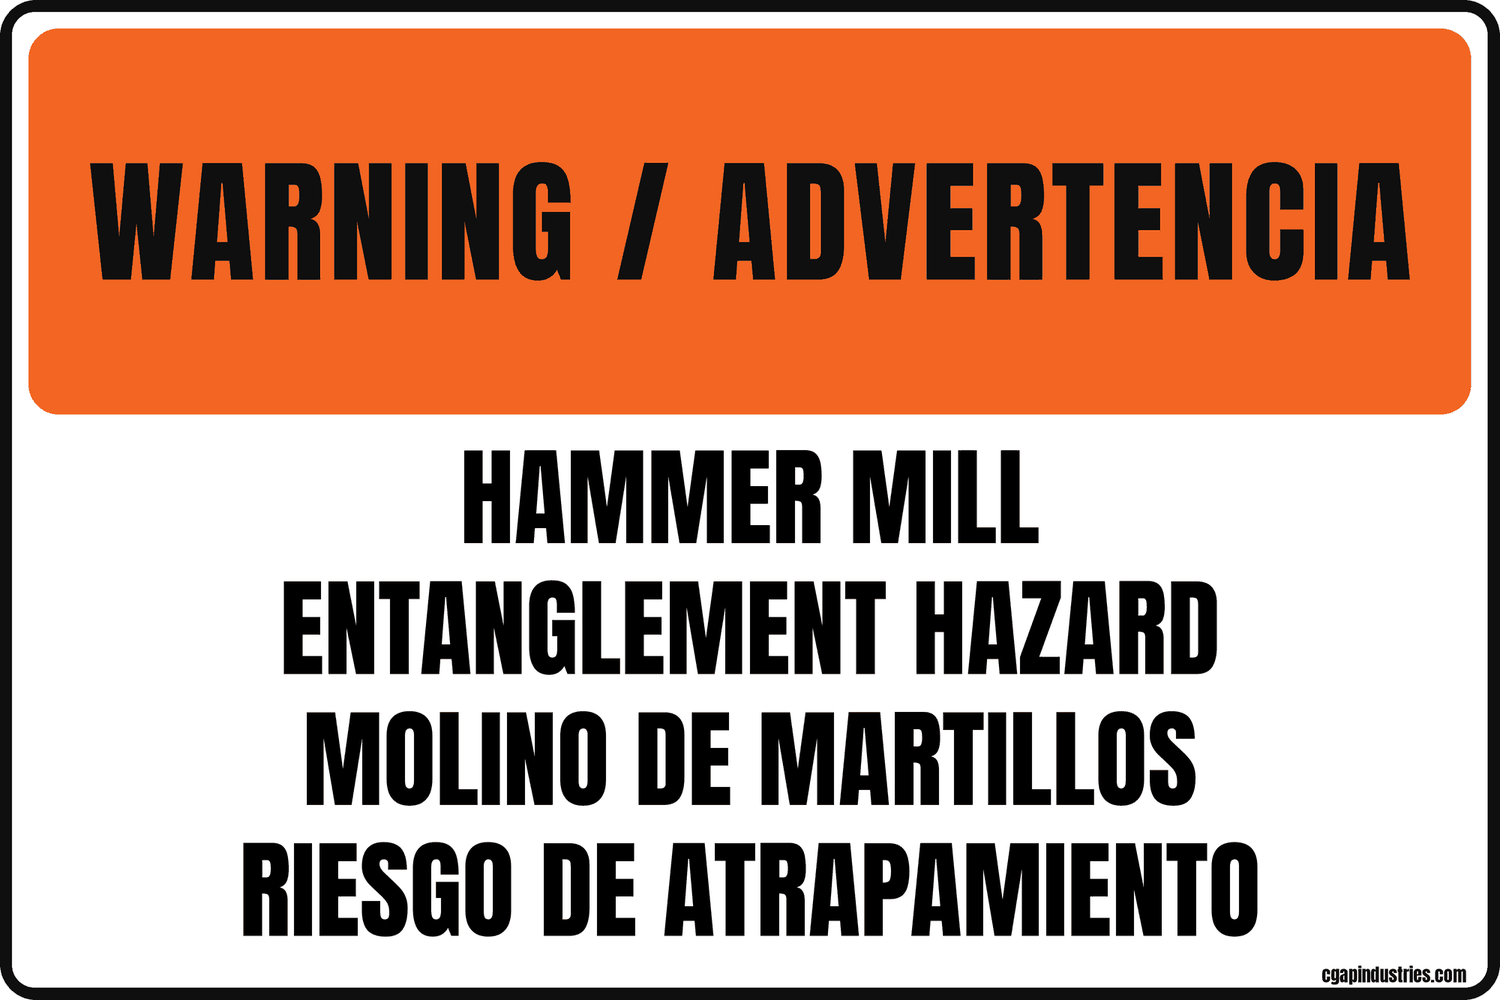 WARNING / ADVERTENCIA
HAMMER MILL
ENTANGLEMENT HAZARD
MOLINO DE MARTILLOS
RIESGO DE ATRAPAMIENTO
cgapindustries.com